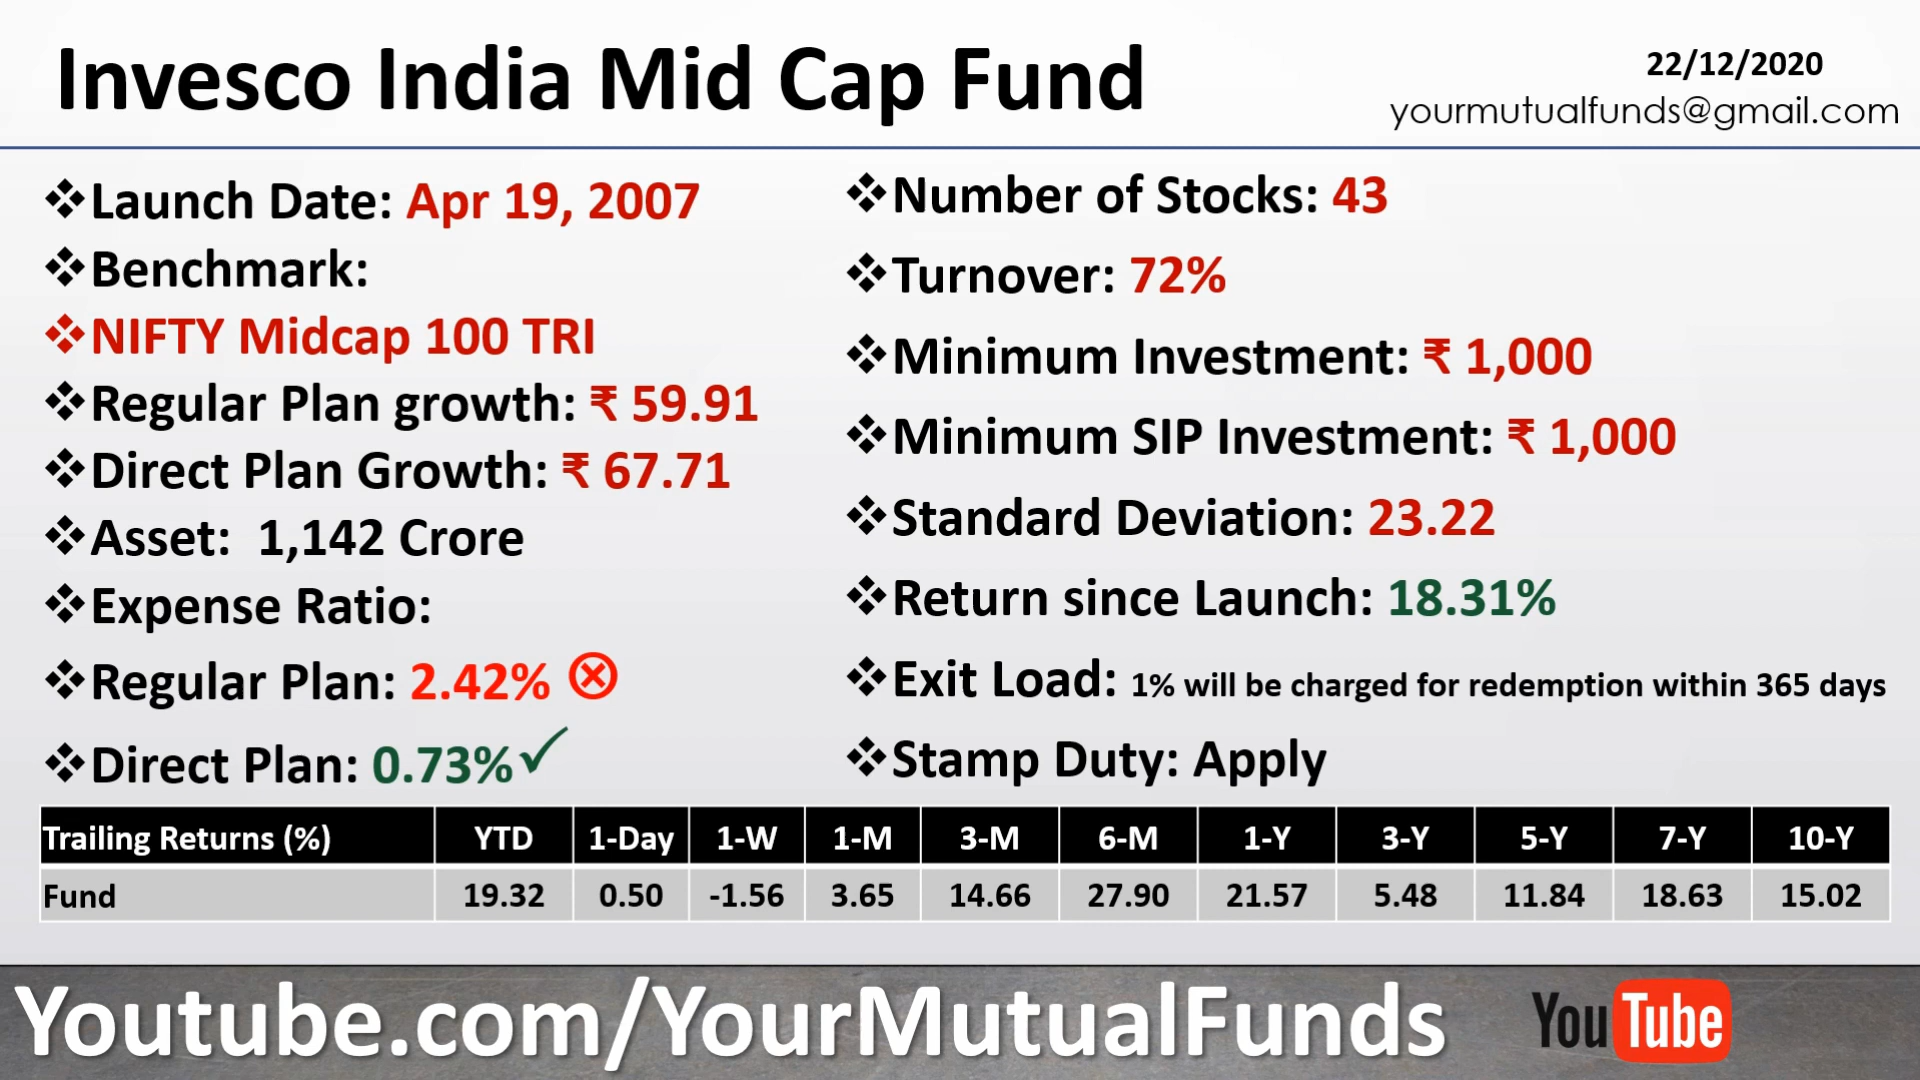 Invesco India Mid Cap Fund
22/12/2020
yourmutualfunds@gmail.com
❖Launch Date: Apr 19, 2007
❖Benchmark:
❖NIFTY Midcap 100 TRI
❖Regular Plan growth: ₹ 59.91
❖Direct Plan Growth: ₹ 67.71
❖Asset:  1,142 Crore
❖Expense Ratio:
❖Regular Plan: 2.42% ⊗
❖Direct Plan: 0.73%✓
❖Number of Stocks: 43
❖Turnover: 72%
❖Minimum Investment: ₹ 1,000
❖Minimum SIP Investment: ₹ 1,000
❖Standard Deviation: 23.22
❖Return since Launch: 18.31%
❖Exit Load: 1% will be charged for redemption within 365 days
❖Stamp Duty: Apply
Trailing Returns (%) YTD 1-Day 1-W 1-M 3-M 6-M 1-Y 3-Y 5-Y 7-Y 10-Y
Fund 19.32 0.50 -1.56 3.65 14.66 27.90 21.57 5.48 11.84 18.63 15.02
Youtube.com/YourMutualFunds
YouTube